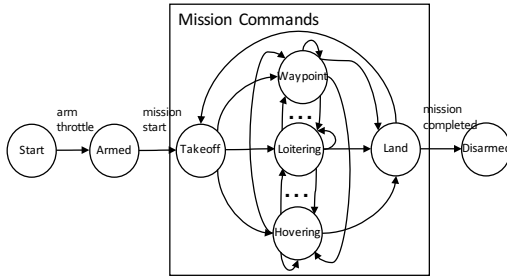 Mission Commands
Waypoint
arm
throttle
mission
start
mission
completed
...
Start
Armed
Takeoff
Loitering
Land
Disarmed
...
Hovering